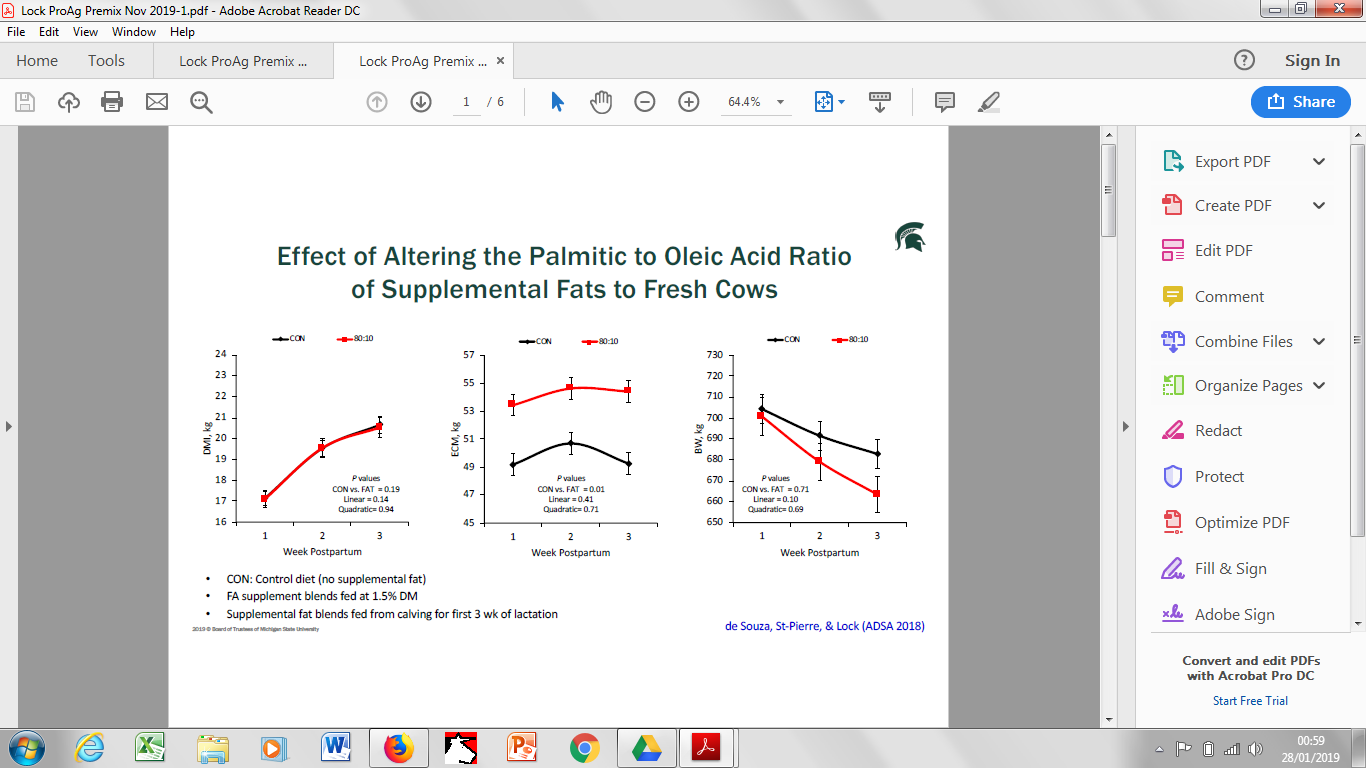 Lock ProAg Premix Nov 2019-1.pdf - Adobe Acrobat Reader DC
File Edit View Window Help
Home Tools Lock ProAg Premix ... Lock ProAg Premix ... × ? Sign In
1 / 6 64.4% Share
Effect of Altering the Palmitic to Oleic Acid Ratio
of Supplemental Fats to Fresh Cows
CON 80:10
24
23
22
21
20
19
18
17
16
DMI, kg
P values
CON vs. FAT = 0.19
Linear = 0.14
Quadratic= 0.94
1 2 3
Week Postpartum
CON 80:10
57
55
53
51
49
47
45
ECM, kg
P values
CON vs. FAT = 0.01
Linear = 0.41
Quadratic= 0.71
1 2 3
Week Postpartum
CON 80:10
730
720
710
700
690
680
670
660
650
BW, kg
P values
CON vs. FAT = 0.71
Linear = 0.10
Quadratic= 0.69
1 2 3
Week Postpartum
• CON: Control diet (no supplemental fat)
• FA supplement blends fed at 1.5% DM
• Supplemental fat blends fed from calving for first 3 wk of lactation
2019 © Board of Trustees of Michigan State University
de Souza, St-Pierre, & Lock (ADSA 2018)
Export PDF
Create PDF
Edit PDF
Comment
Combine Files
Organize Pages
Redact
Protect
Optimize PDF
Fill & Sign
Adobe Sign
Convert and edit PDFs
with Acrobat Pro DC
Start Free Trial
00:59
28/01/2019